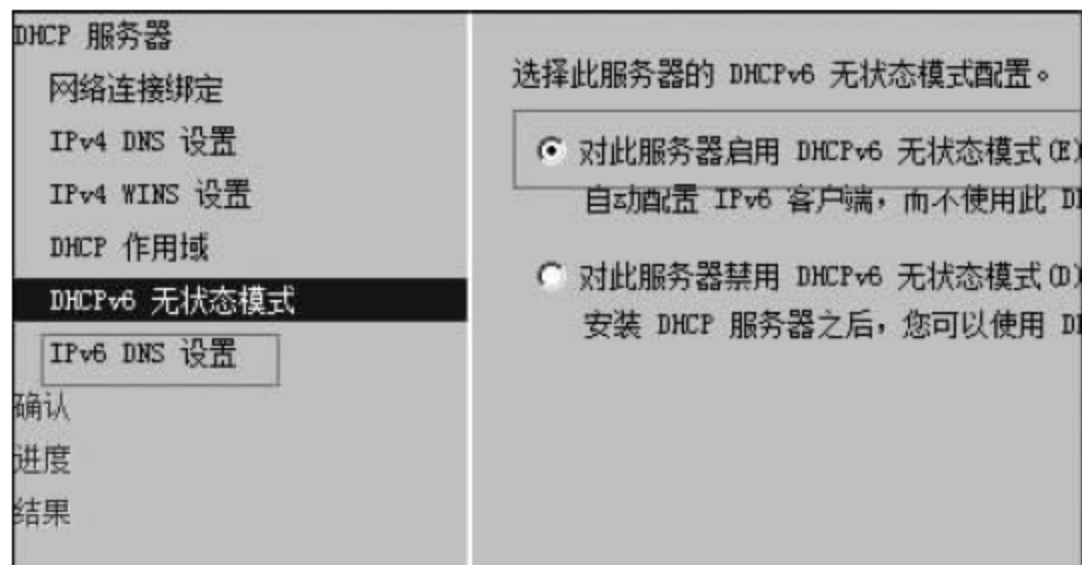 DHCP 服务器
网络连接绑定
IPv4 DNS 设置
IPv4 WINS 设置
DHCP 作用域
DHCPv6 无状态模式
IPv6 DNS 设置
确认
进度
结果
选择此服务器的 DHCPv6 无状态模式配置。
对此服务器启用 DHCPv6 无状态模式(E)
自动配置 IPv6 客户端，而不使用此
对此服务器禁用 DHCPv6 无状态模式(D)
安装 DHCP 服务器之后，您可以使用